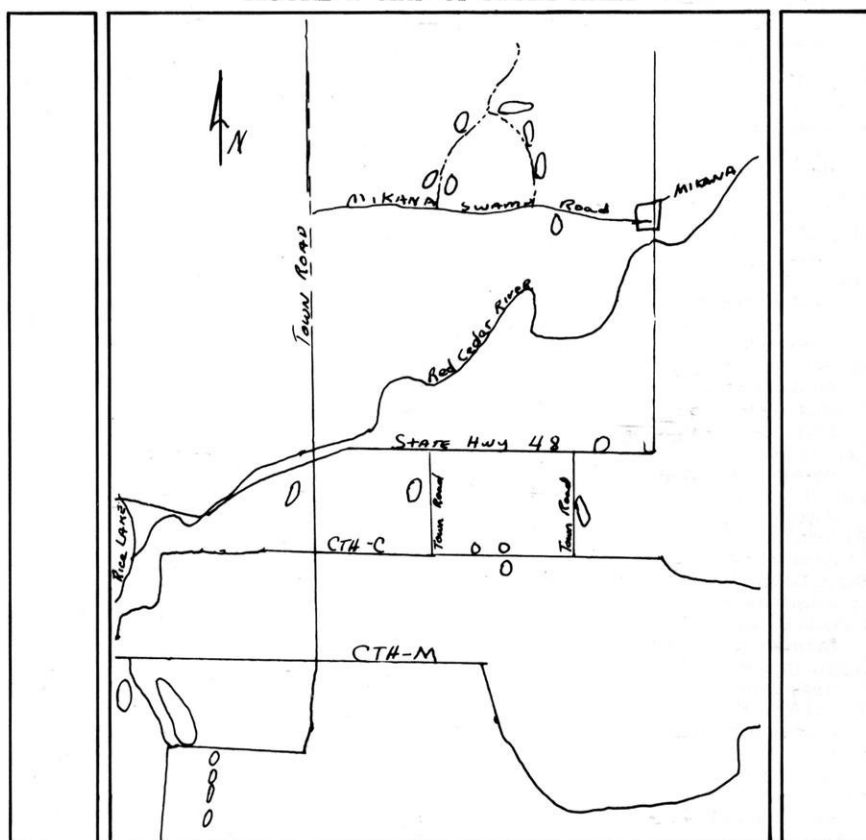 N
MIKANA
MIKANA SWAMP Road
TOWN ROAD
Red Cedar River
STATE HWY 48
Town Road
Town Road
RICE LAKE
CTH-C
CTH-M